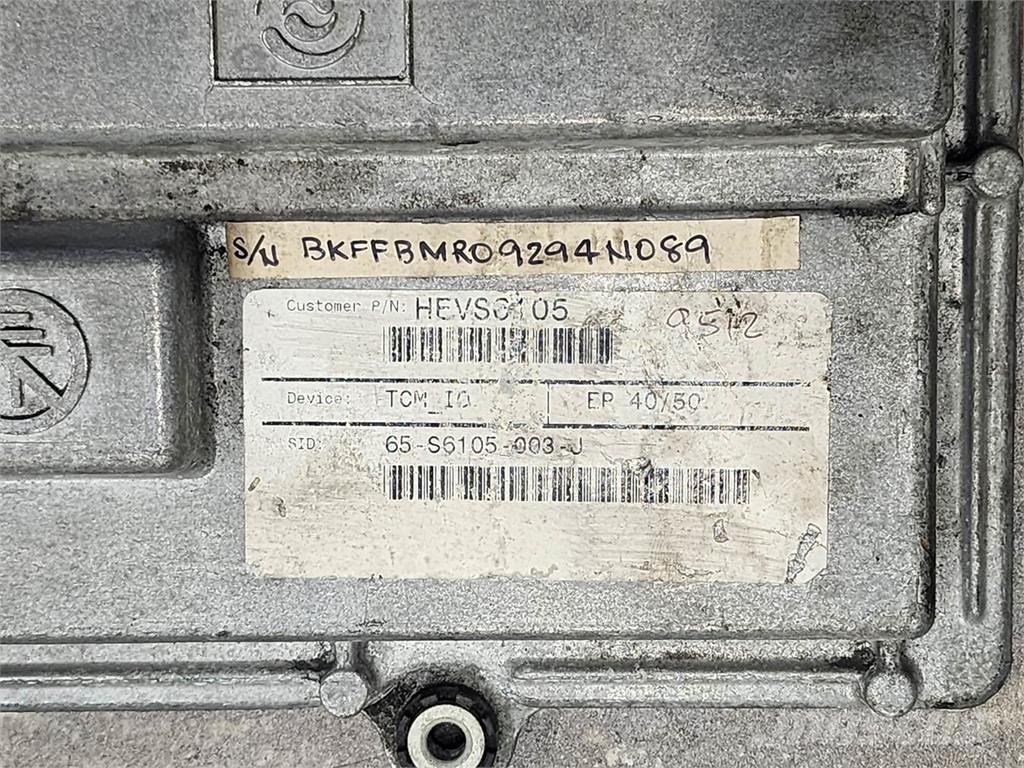 S/N BKFFBMR09294N089
Customer P/N: HEVS6105
9512
Device: TCM_IO EP 40/50
SID: 65-S6105-003-J